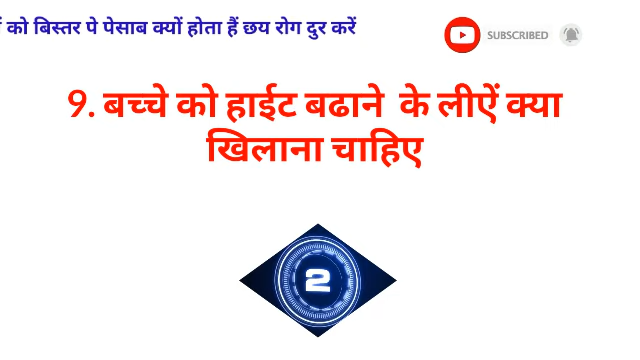 को बिस्तर पे पेसाब क्यों होता हैं छय रोग दुर करें
SUBSCRIBED
9. बच्चे को हाईट बढाने के लीऐं क्या
खिलाना चाहिए
2